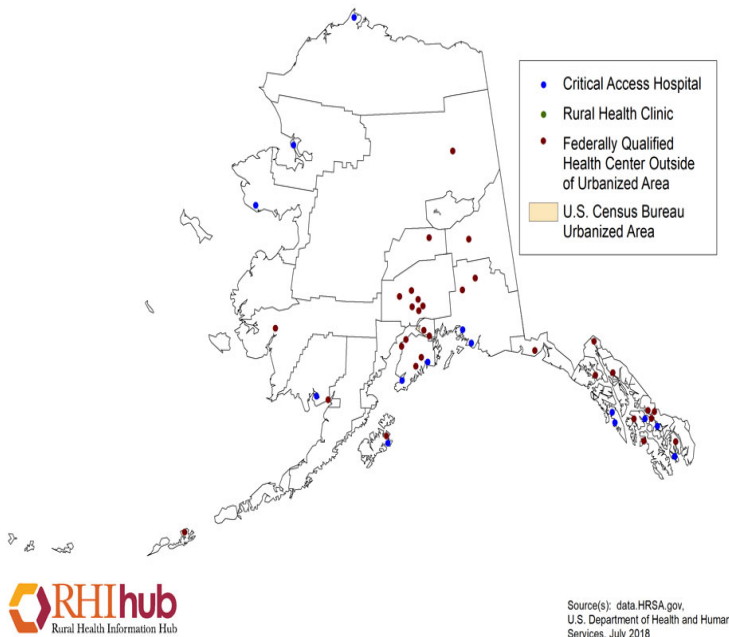 Critical Access Hospital
Rural Health Clinic
Federally Qualified
Health Center Outside
of Urbanized Area
U.S. Census Bureau
Urbanized Area
RHIhub
Rural Health Information Hub
Source(s): data.HRSA.gov,
U.S. Department of Health and Human
Services, July 2018